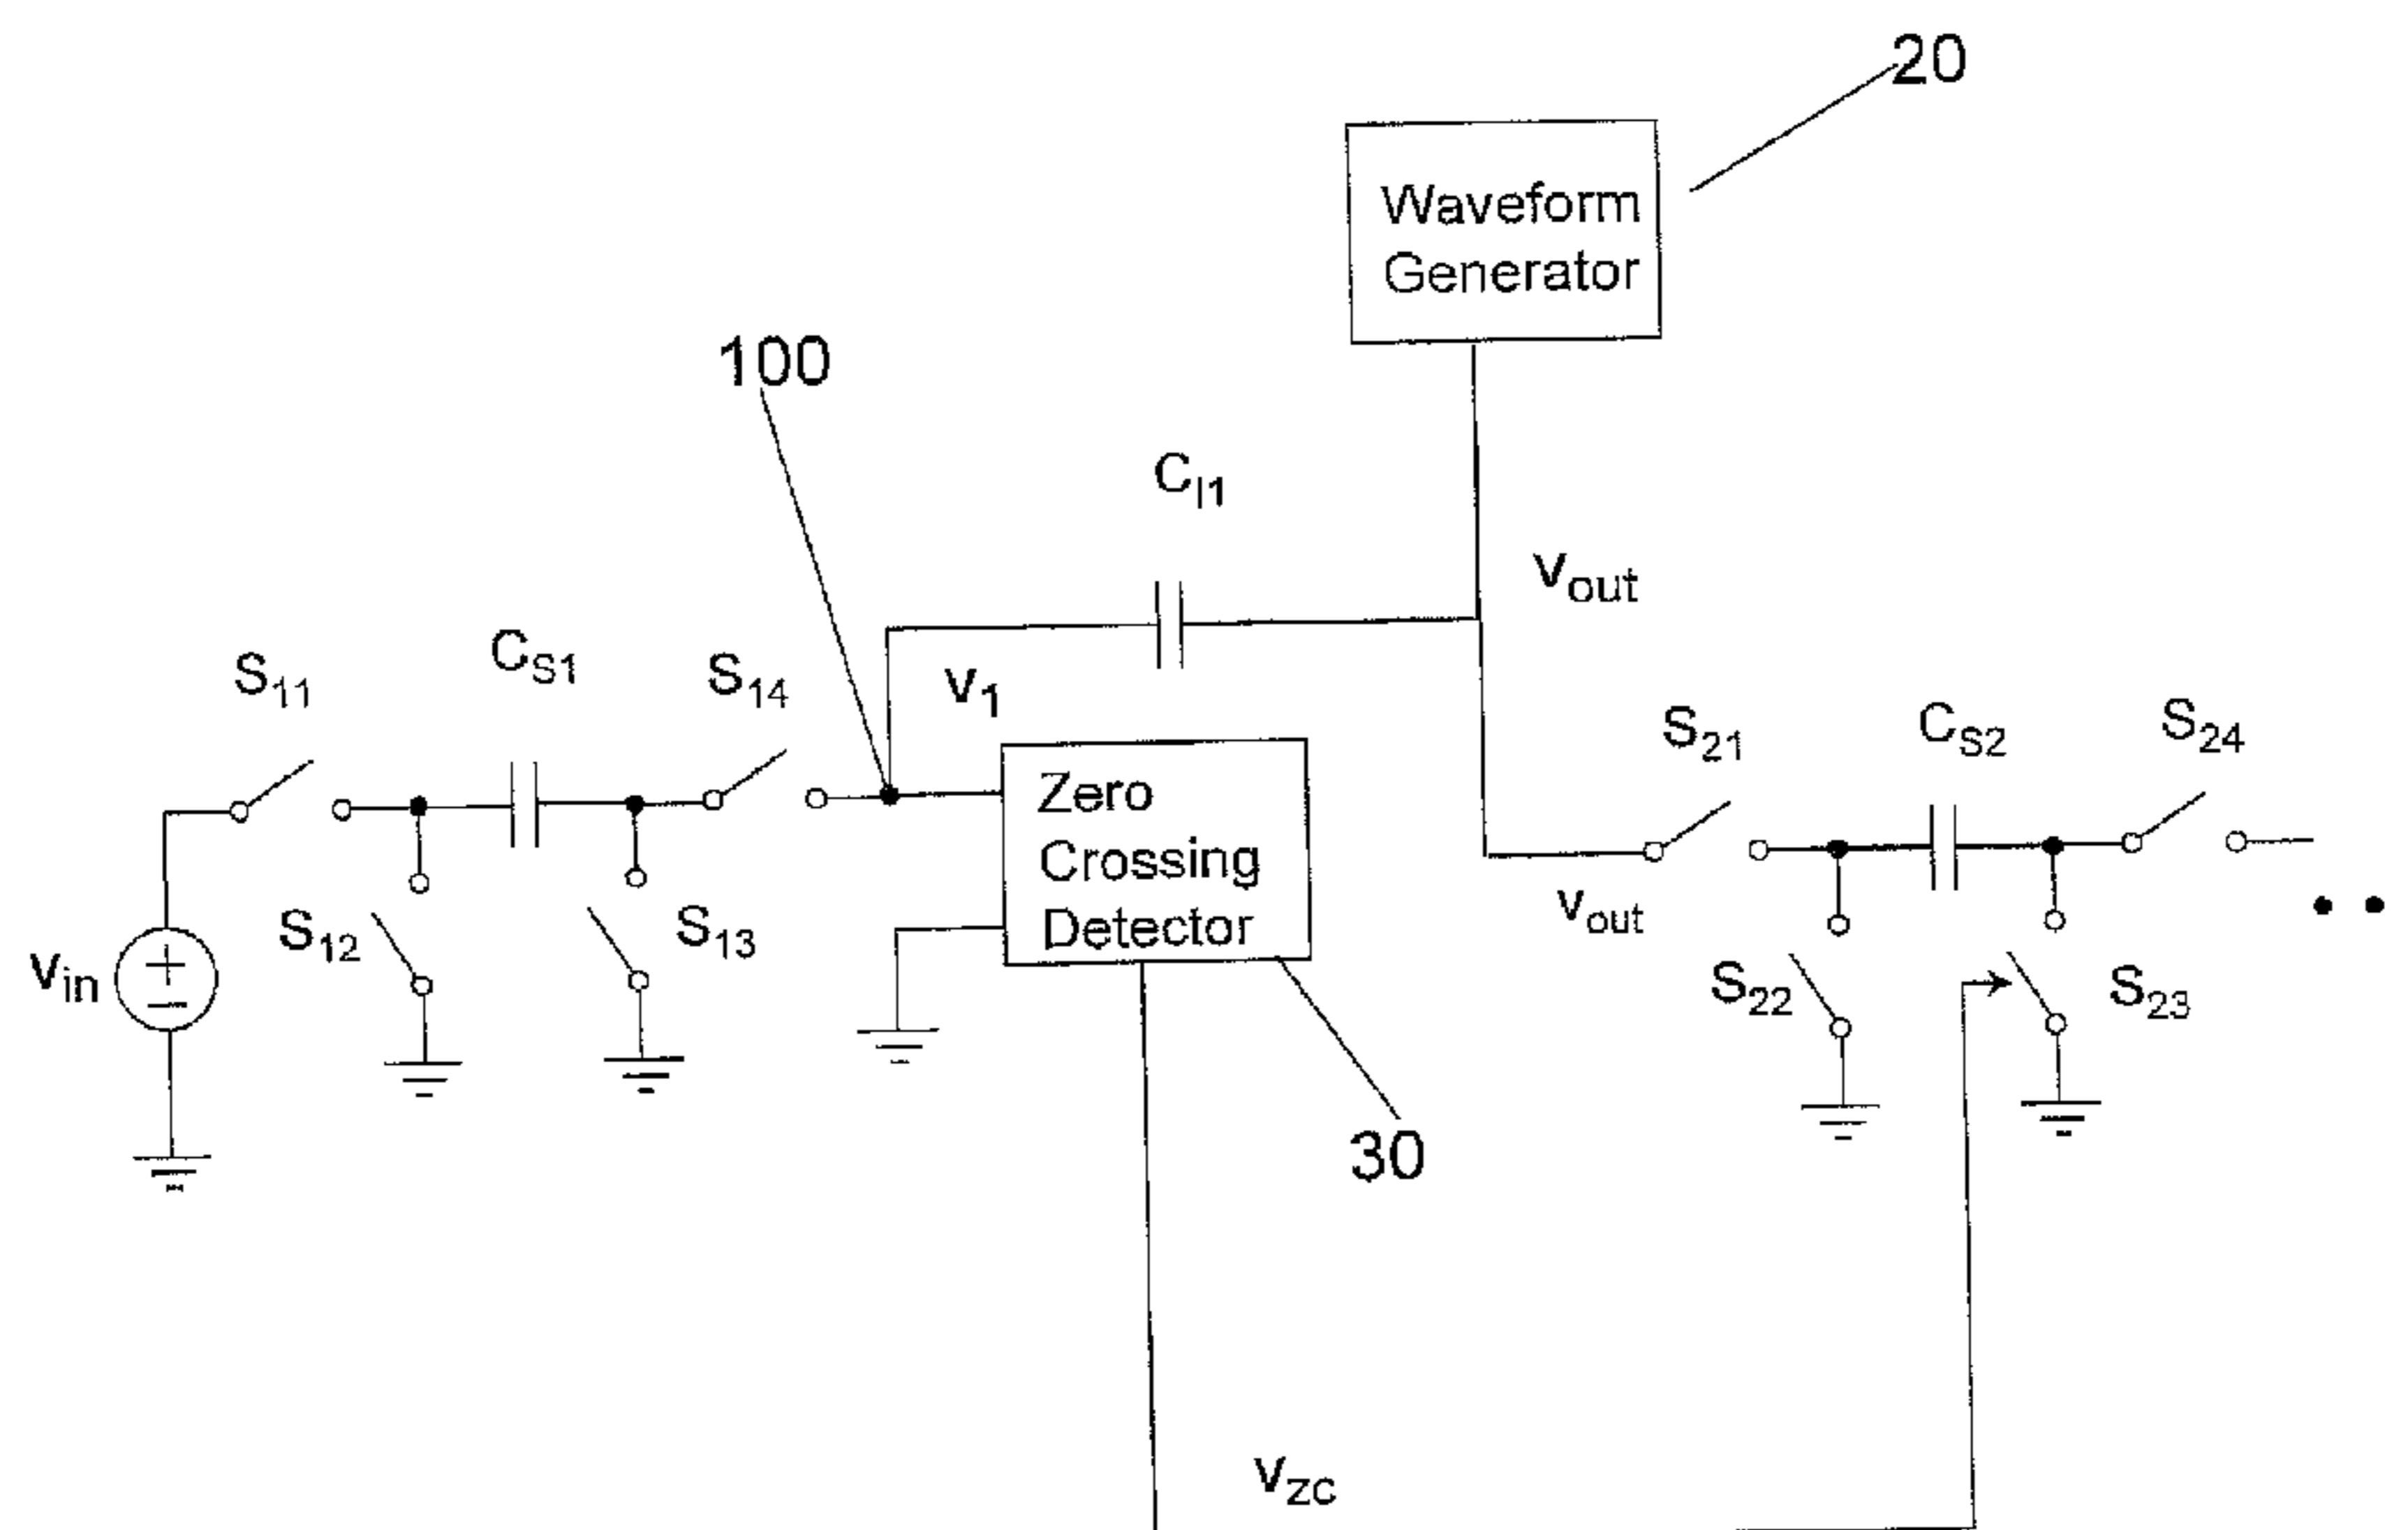 20
Waveform
Generator
100
C_I1
v_out
S_11
C_S1
S_14
v_1
S_21
C_S2
S_24
Zero
Crossing
Detector
v_in
+
−
S_12
S_13
v_out
S_22
S_23
30
v_ZC